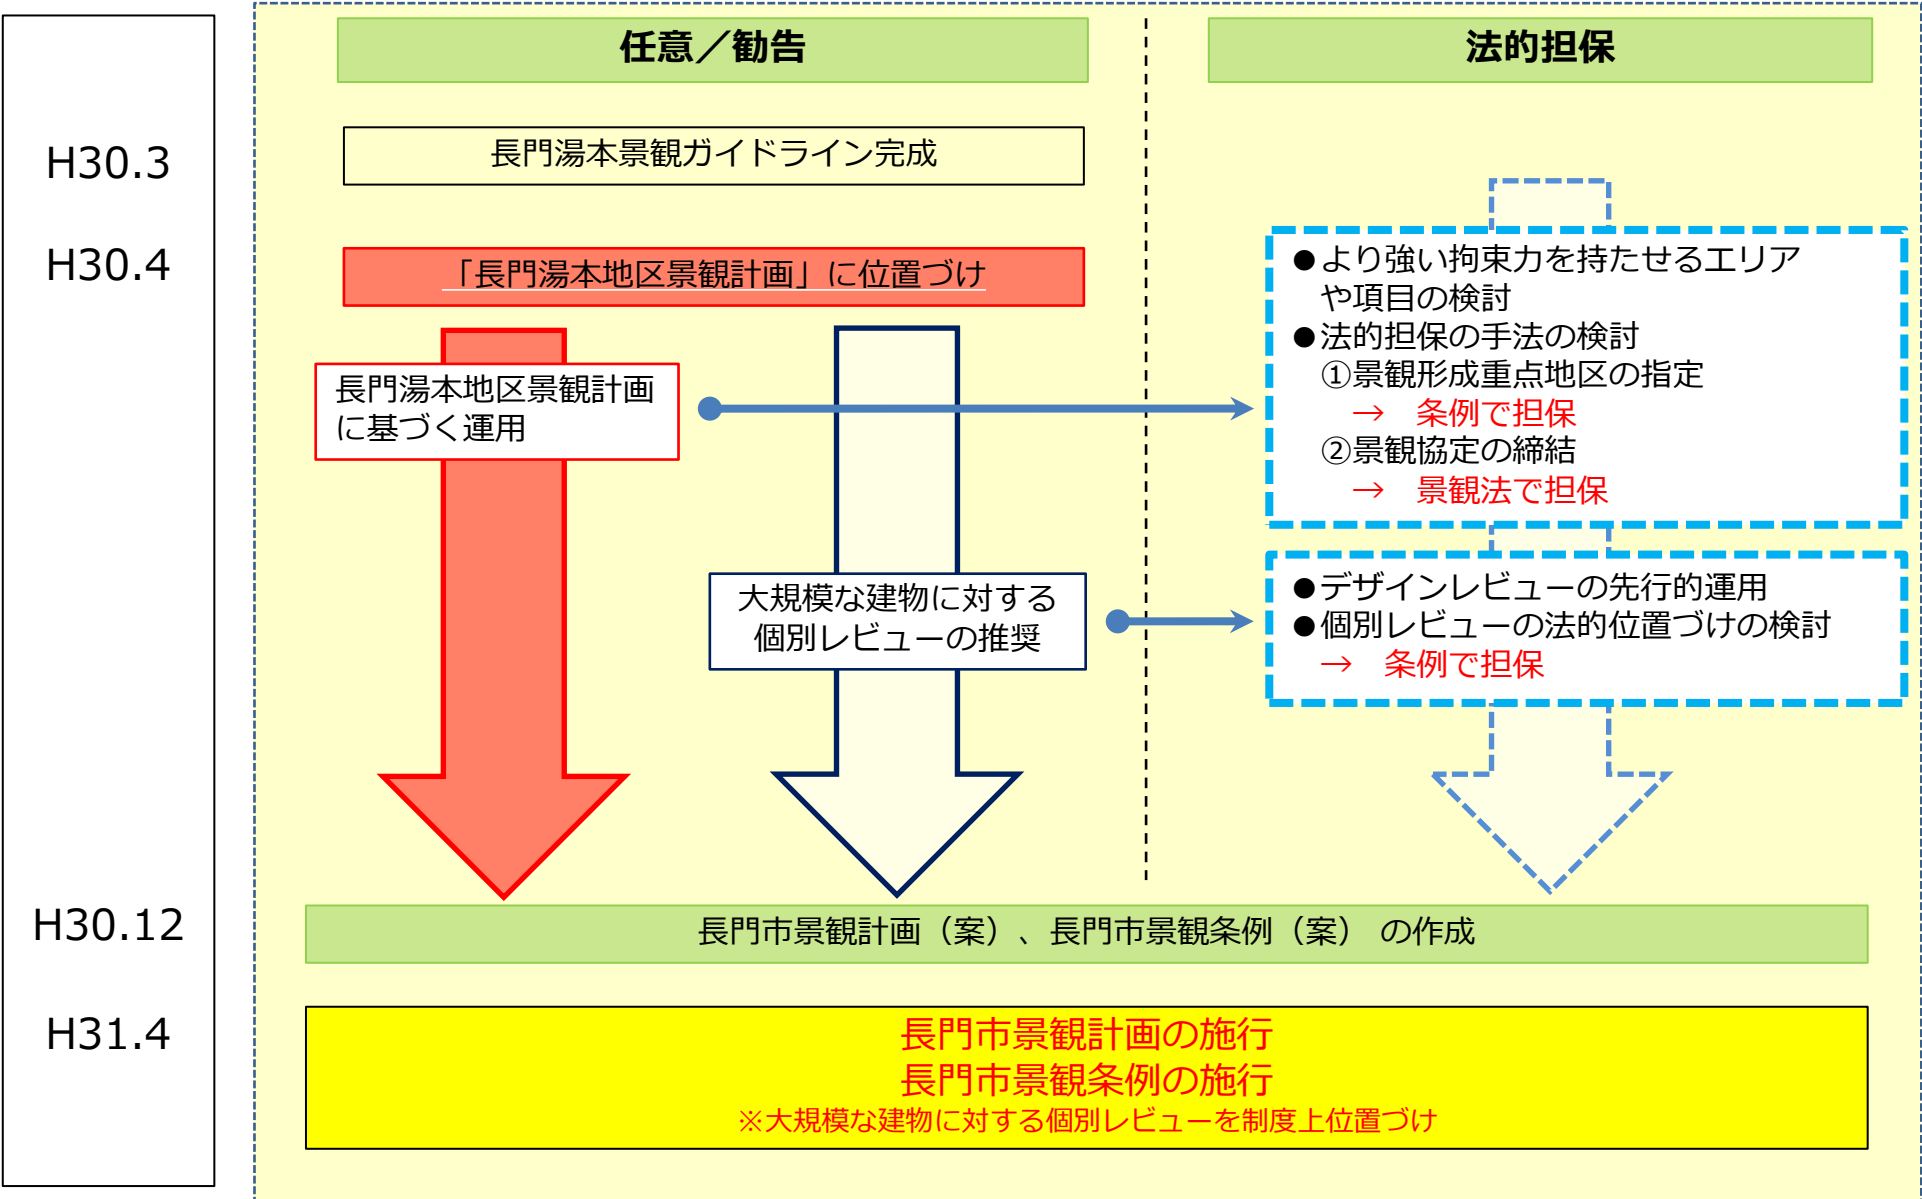 任意／勧告
法的担保
H30.3
長門湯本景観ガイドライン完成
H30.4
「長門湯本地区景観計画」に位置づけ
長門湯本地区景観計画
に基づく運用
大規模な建物に対する
個別レビューの推奨
●より強い拘束力を持たせるエリア
や項目の検討
●法的担保の手法の検討
①景観形成重点地区の指定
→　条例で担保
②景観協定の締結
→　景観法で担保
●デザインレビューの先行的運用
●個別レビューの法的位置づけの検討
→　条例で担保
H30.12
長門市景観計画（案）、長門市景観条例（案） の作成
H31.4
長門市景観計画の施行
長門市景観条例の施行
※大規模な建物に対する個別レビューを制度上位置づけ